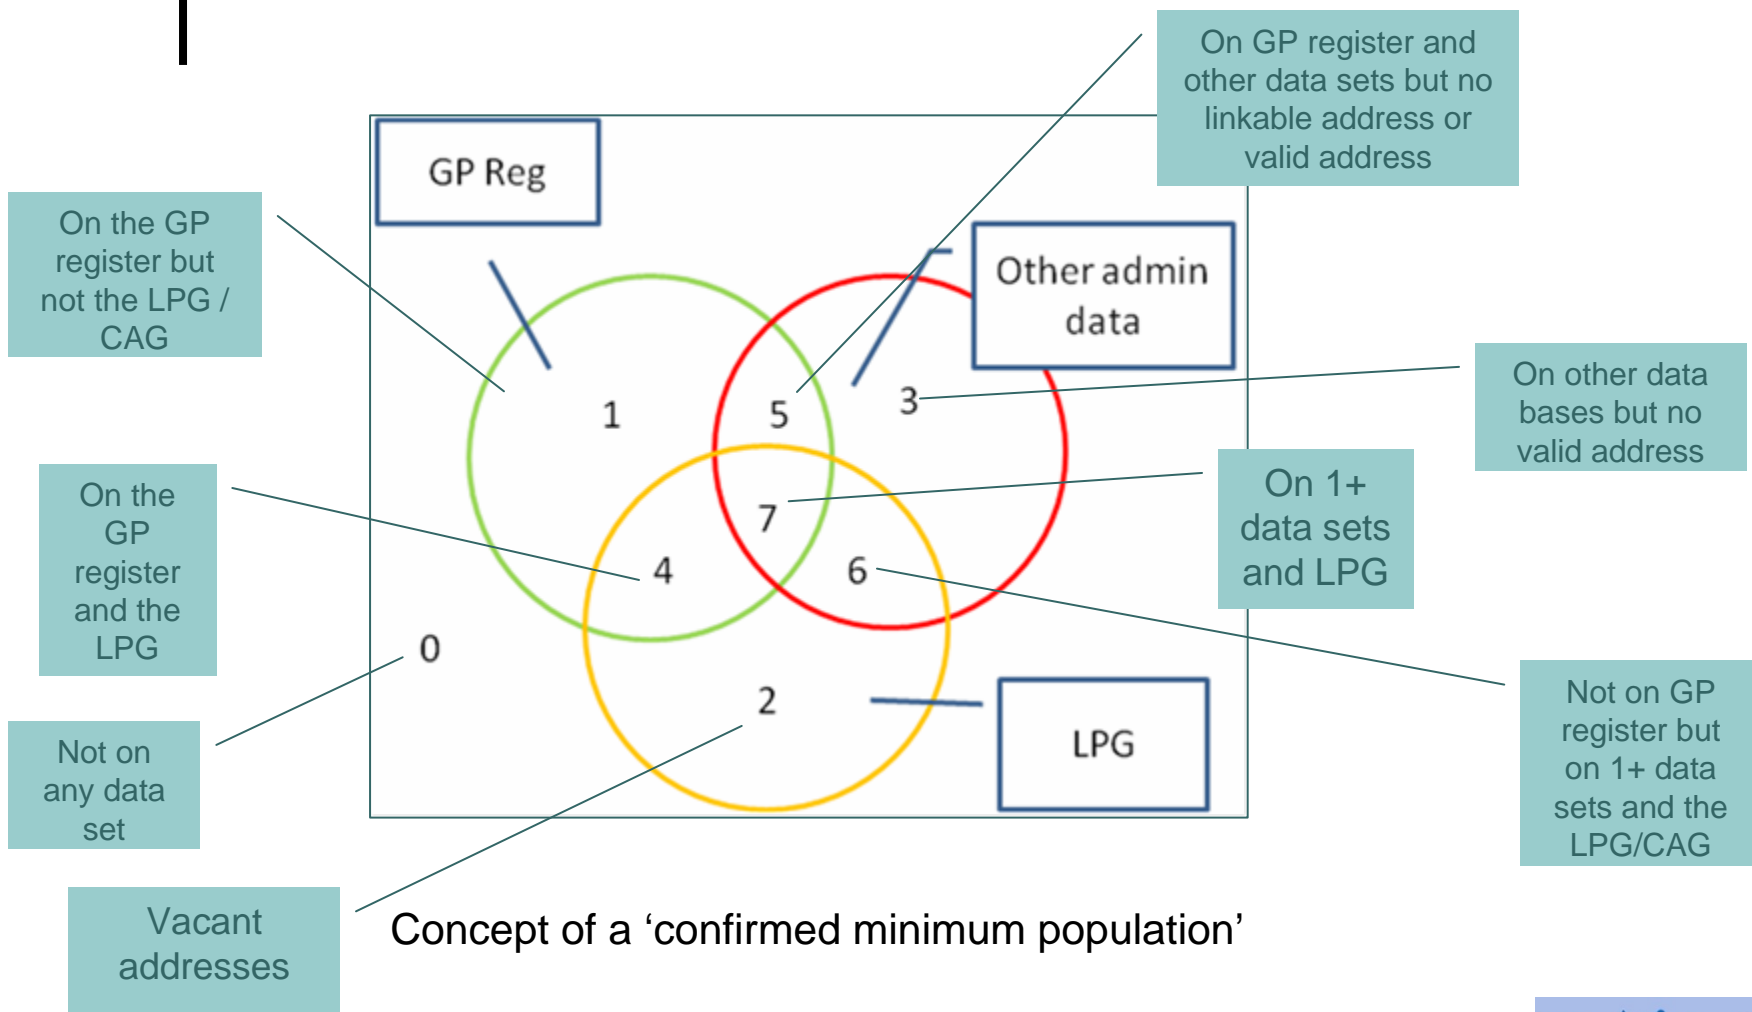 On GP register and
other data sets but no
linkable address or
valid address
GP Reg
On the GP
register but
not the LPG /
CAG
Other admin
data
On other data
bases but no
valid address
1
5
3
On the
GP
register
and the
LPG
On 1+
data sets
and LPG
7
4
6
0
2
Not on GP
register but
on 1+ data
sets and the
LPG/CAG
LPG
Not on
any data
set
Vacant
addresses
Concept of a ‘confirmed minimum population’